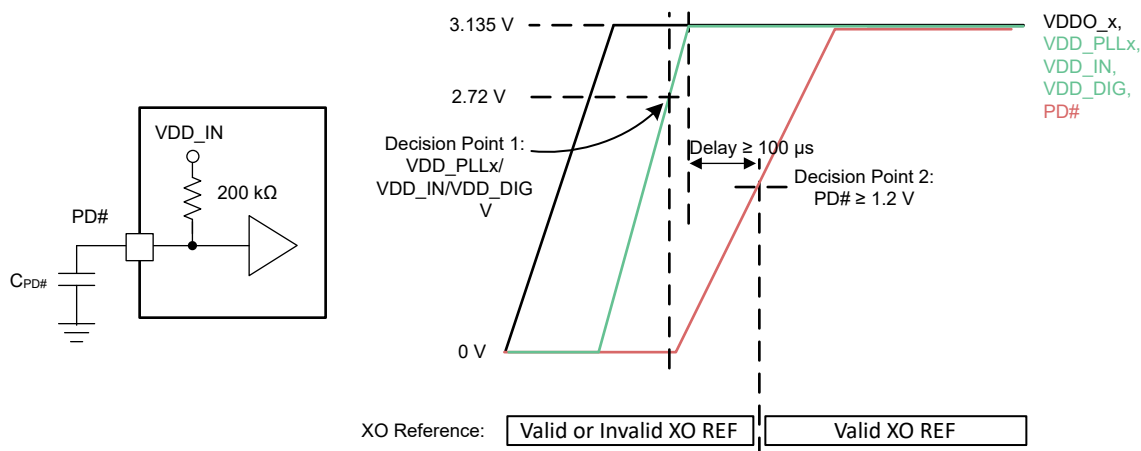 VDD_IN
200 kΩ
PD#
CPD#
3.135 V
2.72 V
Decision Point 1:
VDD_PLLx/
VDD_IN/VDD_DIG
V
0 V
Delay ≥ 100 µs
Decision Point 2:
PD# ≥ 1.2 V
VDDO_x,
VDD_PLLx,
VDD_IN,
VDD_DIG,
PD#
XO Reference: Valid or Invalid XO REF Valid XO REF